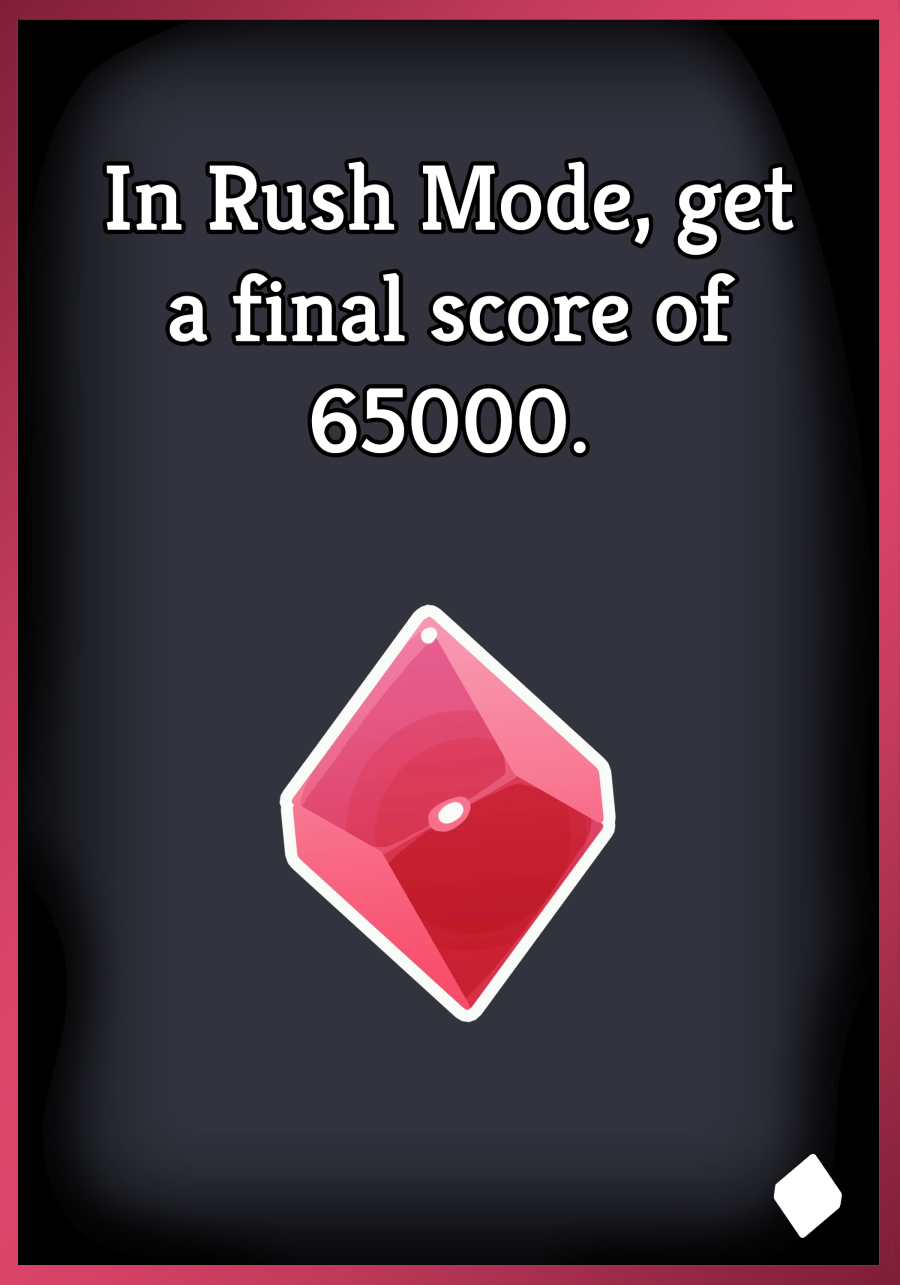 In Rush Mode, get
a final score of
65000.